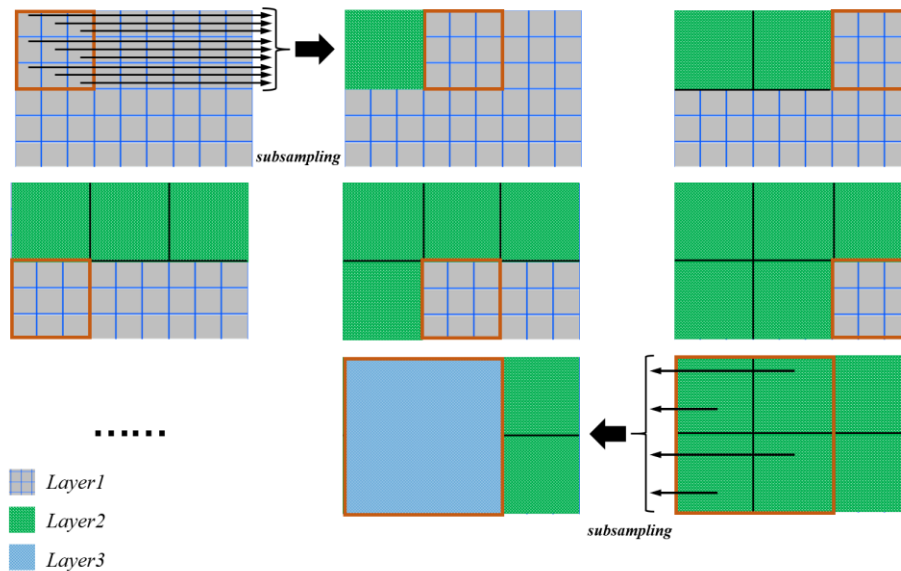 subsampling
subsampling
......
Layer1
Layer2
Layer3